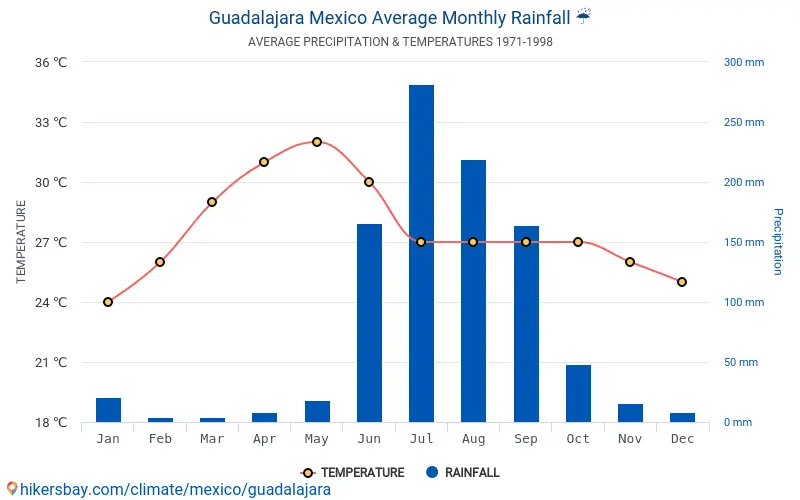 Guadalajara Mexico Average Monthly Rainfall ☔
AVERAGE PRECIPITATION & TEMPERATURES 1971-1998
36 °C
33 °C
30 °C
27 °C
24 °C
21 °C
18 °C
TEMPERATURE
300 mm
250 mm
200 mm
150 mm
100 mm
50 mm
0 mm
Precipitation
Jan Feb Mar Apr May Jun Jul Aug Sep Oct Nov Dec
TEMPERATURE RAINFALL
hikersbay.com/climate/mexico/guadalajara